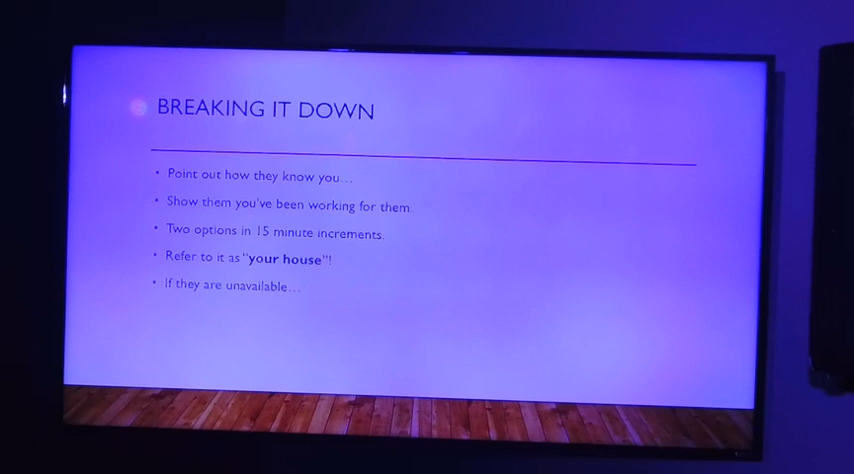 BREAKING IT DOWN
• Point out how they know you…
• Show them you've been working for them.
• Two options in 15 minute increments.
• Refer to it as "your house"!
• If they are unavailable…